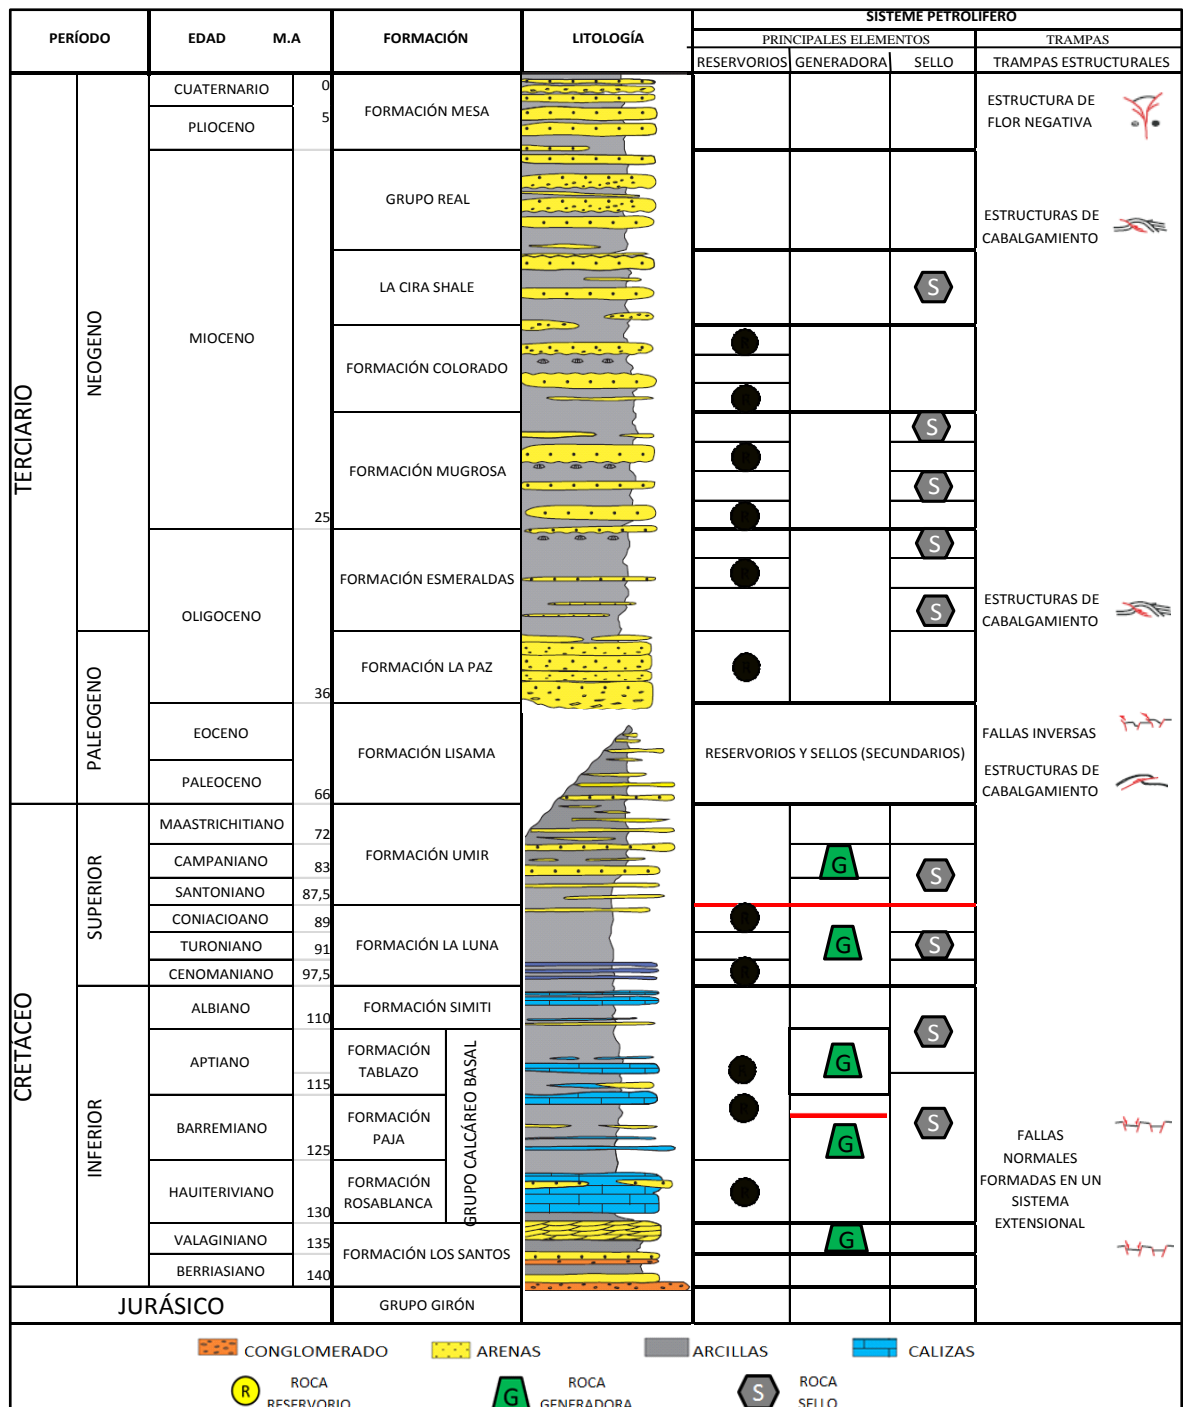 SISTEME PETROLIFERO
PERÍODO EDAD M.A FORMACIÓN LITOLOGÍA PRINCIPALES ELEMENTOS TRAMPAS
RESERVORIOS GENERADORA SELLO TRAMPAS ESTRUCTURALES
TERCIARIO
NEOGENO
CUATERNARIO 0
PLIOCENO 5
FORMACIÓN MESA
ESTRUCTURA DE
FLOR NEGATIVA
MIOCENO
25
GRUPO REAL
ESTRUCTURAS DE
CABALGAMIENTO
LA CIRA SHALE
S
FORMACIÓN COLORADO
R
R
FORMACIÓN MUGROSA
S
R
S
R
OLIGOCENO
36
FORMACIÓN ESMERALDAS
S
R
S
ESTRUCTURAS DE
CABALGAMIENTO
PALEOGENO
FORMACIÓN LA PAZ
R
EOCENO
PALEOCENO
66
FORMACIÓN LISAMA
RESERVORIOS Y SELLOS (SECUNDARIOS)
FALLAS INVERSAS
ESTRUCTURAS DE
CABALGAMIENTO
CRETÁCEO
SUPERIOR
MAASTRICHITIANO 72
CAMPANIANO 83
SANTONIANO 87,5
FORMACIÓN UMIR
G
S
CONIACIOANO 89
TURONIANO 91
CENOMANIANO 97,5
FORMACIÓN LA LUNA
R
G
S
R
INFERIOR
ALBIANO 110
FORMACIÓN SIMITI
S
APTIANO 115
FORMACIÓN
TABLAZO
GRUPO CALCÁREO BASAL
R
G
BARREMIANO 125
FORMACIÓN
PAJA
R
G
S
HAUITERIVIANO 130
FORMACIÓN
ROSABLANCA
R
FALLAS
NORMALES
FORMADAS EN UN
SISTEMA
EXTENSIONAL
VALAGINIANO 135
BERRIASIANO 140
FORMACIÓN LOS SANTOS
G
JURÁSICO GRUPO GIRÓN
CONGLOMERADO ARENAS ARCILLAS CALIZAS
R ROCA
RESERVORIO
G ROCA
GENERADORA
S ROCA
SELLO